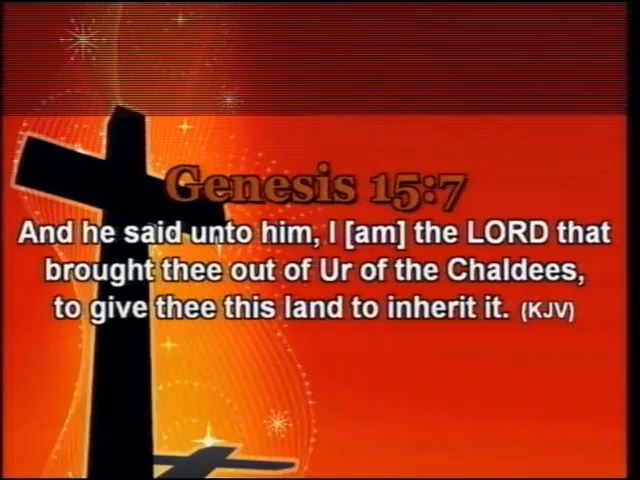 Genesis 15:7
And he said unto him, I [am] the LORD that
brought thee out of Ur of the Chaldees,
to give thee this land to inherit it. (KJV)